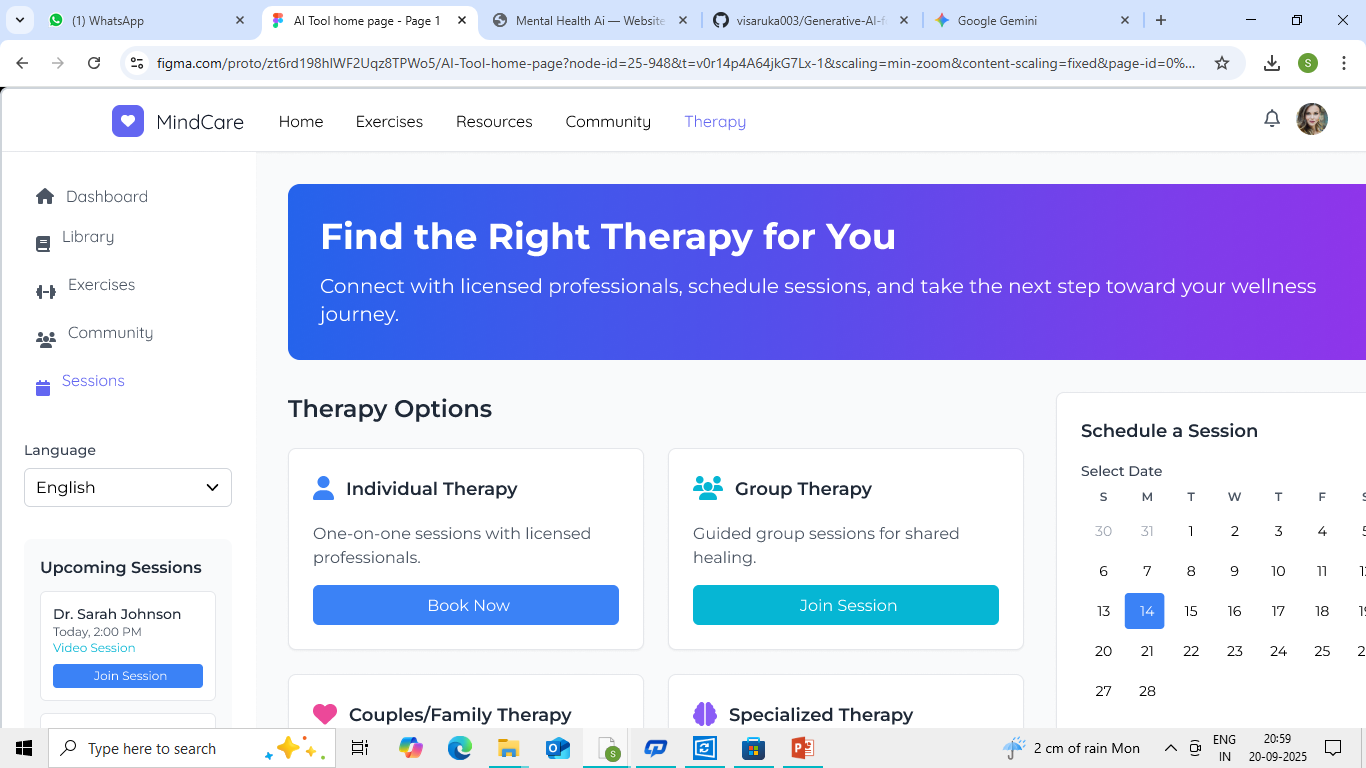 (1) WhatsApp
AI Tool home page - Page 1
Mental Health Ai — Website
visaruka003/Generative-AI-f
Google Gemini
figma.com/proto/zt6rd198hlWF2Uqz8TPWo5/AI-Tool-home-page?node-id=25-948&t=v0r14p4A64jkG7Lx-1&scaling=min-zoom&content-scaling=fixed&page-id=0%...
S
MindCare
Home
Exercises
Resources
Community
Therapy
Dashboard
Library
Exercises
Community
Sessions
Language
English
Upcoming Sessions
Dr. Sarah Johnson
Today, 2:00 PM
Video Session
Join Session
Find the Right Therapy for You
Connect with licensed professionals, schedule sessions, and take the next step toward your wellness
journey.
Therapy Options
Individual Therapy
One-on-one sessions with licensed
professionals.
Book Now
Group Therapy
Guided group sessions for shared
healing.
Join Session
Couples/Family Therapy
Specialized Therapy
Schedule a Session
Select Date
S M T W T F S
30 31 1 2 3 4 5
6 7 8 9 10 11
13 14 15 16 17 18
20 21 22 23 24 25
27 28
Type here to search
2 cm of rain Mon
ENG
IN
20:59
20-09-2025